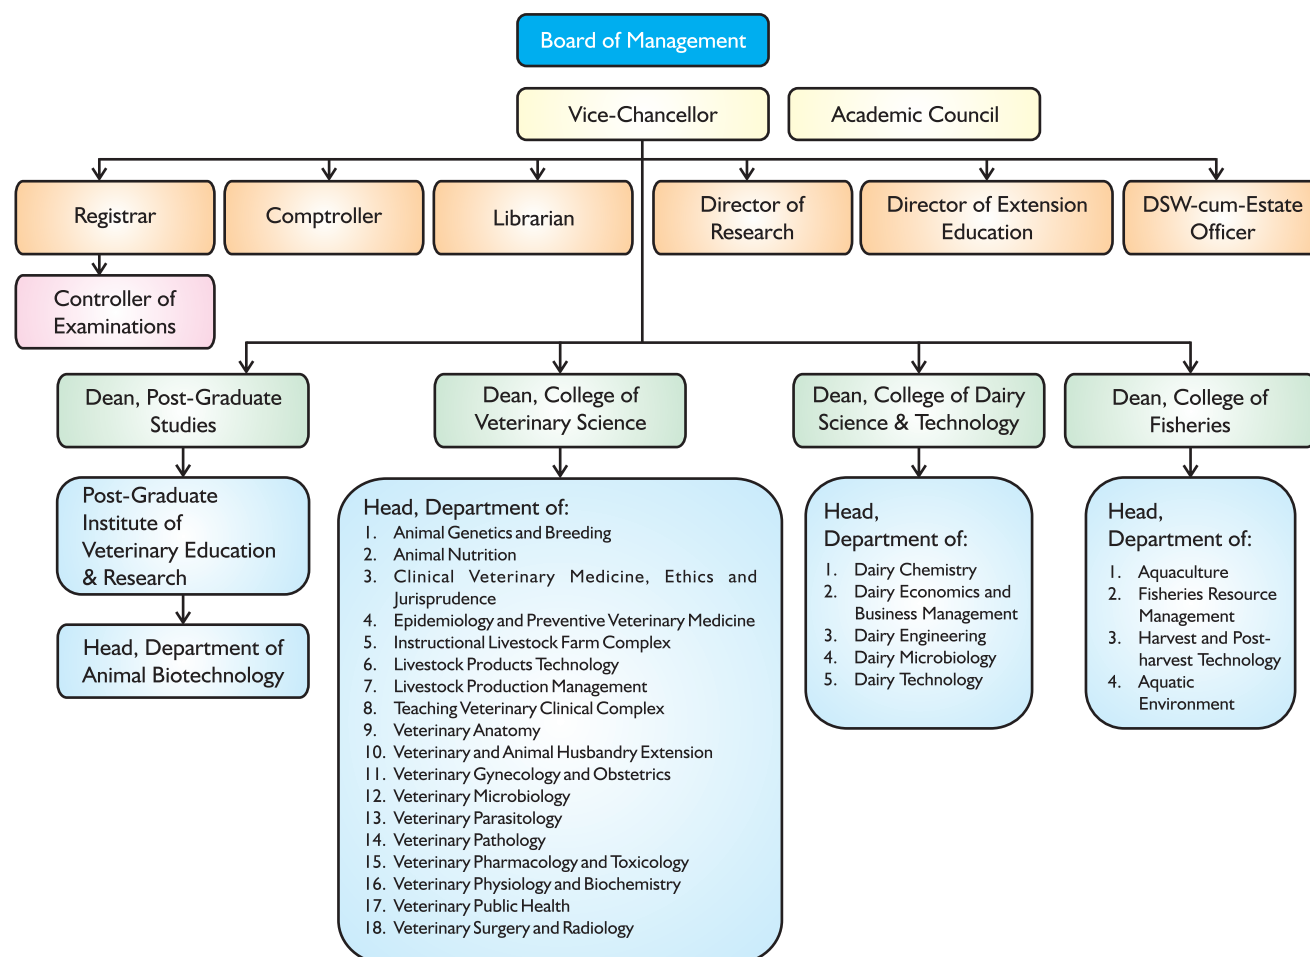 Board of Management
Vice-Chancellor
Academic Council
Registrar
Comptroller
Librarian
Director of
Research
Director of Extension
Education
DSW-cum-Estate
Officer
Controller of
Examinations
Dean, Post-Graduate
Studies
Dean, College of
Veterinary Science
Dean, College of Dairy
Science & Technology
Dean, College of
Fisheries
Post-Graduate
Institute of
Veterinary Education
& Research
Head, Department of
Animal Biotechnology
Head, Department of:
1. Animal Genetics and Breeding
2. Animal Nutrition
3. Clinical Veterinary Medicine, Ethics and
Jurisprudence
4. Epidemiology and Preventive Veterinary Medicine
5. Instructional Livestock Farm Complex
6. Livestock Products Technology
7. Livestock Production Management
8. Teaching Veterinary Clinical Complex
9. Veterinary Anatomy
10. Veterinary and Animal Husbandry Extension
11. Veterinary Gynecology and Obstetrics
12. Veterinary Microbiology
13. Veterinary Parasitology
14. Veterinary Pathology
15. Veterinary Pharmacology and Toxicology
16. Veterinary Physiology and Biochemistry
17. Veterinary Public Health
18. Veterinary Surgery and Radiology
Head,
Department of:
1. Dairy Chemistry
2. Dairy Economics and
Business Management
3. Dairy Engineering
4. Dairy Microbiology
5. Dairy Technology
Head,
Department of:
1. Aquaculture
2. Fisheries Resource
Management
3. Harvest and Post-
harvest Technology
4. Aquatic
Environment